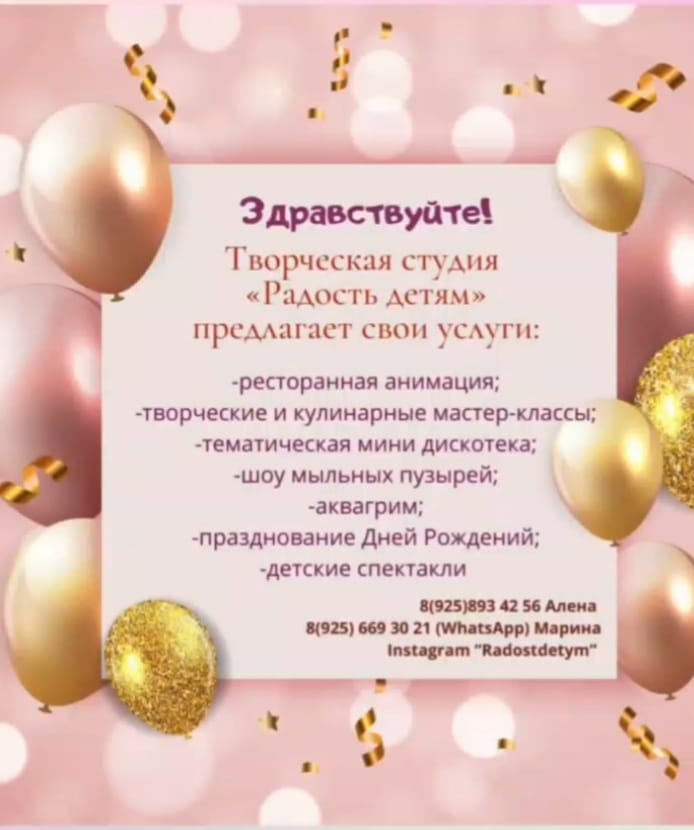 Здравствуйте!
Творческая студия
«Радость детям»
предлагает свои услуги:
-ресторанная анимация;
-творческие и кулинарные мастер-классы;
-тематическая мини дискотека;
-шоу мыльных пузырей;
-аквагрим;
-празднование Дней Рождений;
-детские спектакли
8(925)893 42 56 Алена
8(925) 669 30 21 (WhatsApp) Марина
Instagram "Radostdetym"